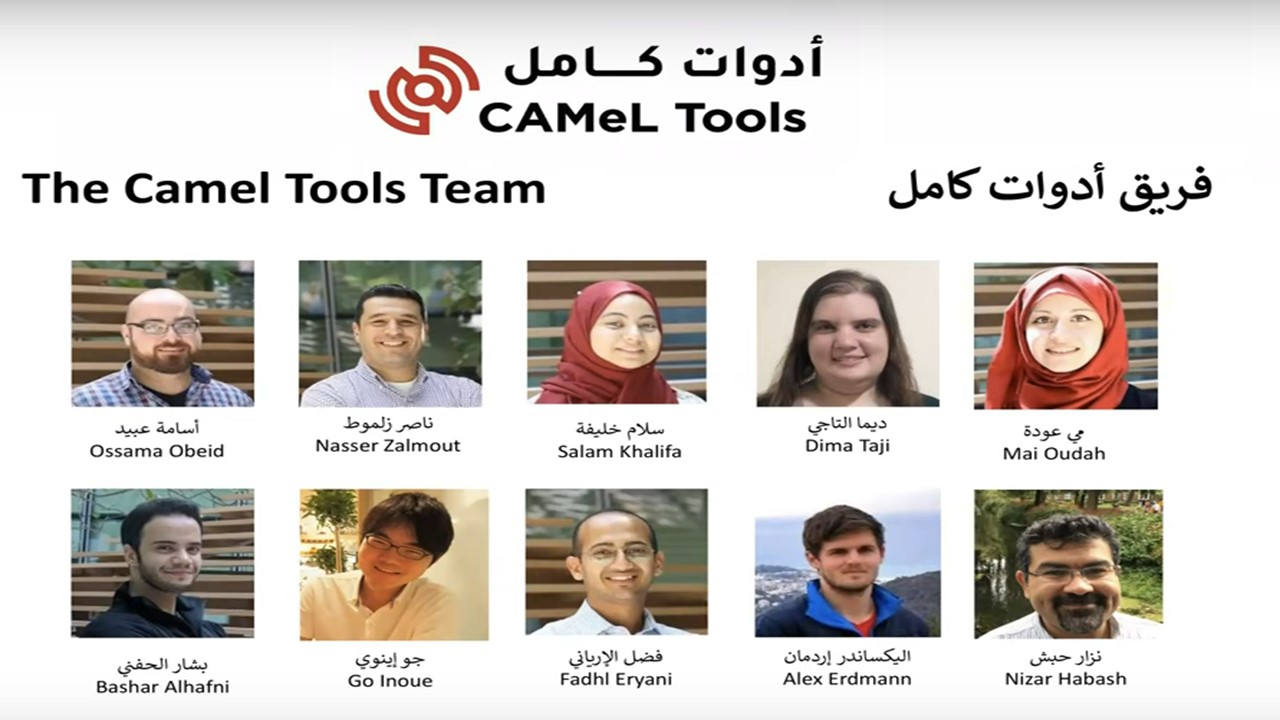 أدوات كـــامل
CAMeL Tools
The Camel Tools Team
فريق أدوات كامل
أسامة عبيد
Ossama Obeid
ناصر زلموط
Nasser Zalmout
سلام خليفة
Salam Khalifa
ديما التاجي
Dima Taji
مي عودة
Mai Oudah
بشار الحفني
Bashar Alhafni
جو إينوي
Go Inoue
فضل الإرياني
Fadhl Eryani
اليكساندر إردمان
Alex Erdmann
نزار حبش
Nizar Habash